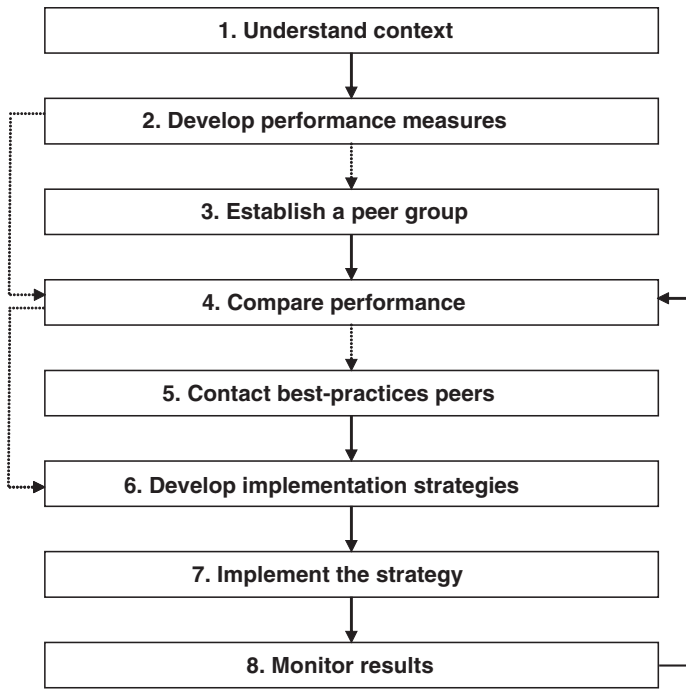 1. Understand context
2. Develop performance measures
3. Establish a peer group
4. Compare performance
5. Contact best-practices peers
6. Develop implementation strategies
7. Implement the strategy
8. Monitor results